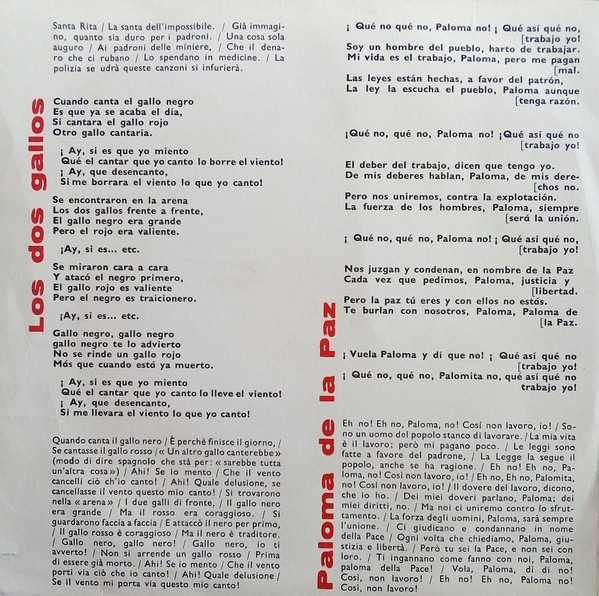 Santa Rita / La santa dell'impossibile. / Già immagi-
no, quanto sia duro per i padroni. / Una cosa sola
auguro / Ai padroni delle miniere, / Che il dena-
ro che ci rubano / Lo spendano in medicine. / La
polizia se udrà queste canzoni si infurierà.
Los dos gallos
Cuando canta el gallo negro
Es que ya se acaba el día,
Si cantara el gallo rojo
Otro gallo cantaría.
¡ Ay, si es que yo miento
Qué el cantar que yo canto lo borre el viento!
¡ Ay, que desencanto,
Si me borrara el viento lo que yo canto!
Se encontraron en la arena
Los dos gallos frente a frente,
El gallo negro era grande
Pero el rojo era valiente.
¡Ay, si es... etc.
Se miraron cara a cara
Y atacó el negro primero,
El gallo rojo es valiente
Pero el negro es traicionero.
¡Ay, si es... etc.
Gallo negro, gallo negro
gallo negro te lo advierto
No se rinde un gallo rojo
Más que cuando está ya muerto.
¡ Ay, si es que yo miento
Qué el cantar que yo canto lo lleve el viento!
¡ Ay, que desencanto,
Si me llevara el viento lo que yo canto!
Quando canta il gallo nero / È perchè finisce il giorno, /
Se cantasse il gallo rosso / « Un altro gallo canterebbe »
(modo di dire spagnolo che stà per: « sarebbe tutta
un'altra cosa ») / Ahi! Se io mento / Che il vento
cancelli ciò ch'io canto! / Ahi! Quale delusione, se
cancellasse il vento questo mio canto! / Si trovarono
nella « arena » / I due galli di fronte, / Il gallo nero
era grande / Ma il rosso era coraggioso. / Si
guardarono faccia a faccia / E attaccò il nero per primo,
/ Il gallo rosso è coraggioso / Ma il nero è traditore.
/ Gallo nero, gallo nero! / Gallo nero, io ti
avverto! / Non si arrende un gallo rosso / Prima
di essere già morto. / Ahi! Se io mento / Che il vento
porti via ciò che io canto! / Ahi! Quale delusione /
Se il vento mi porta via questo mio canto!
Paloma de la Paz
¡ Qué no qué no, Paloma no! ¡ Qué así qué no,
[trabajo yo!
Soy un hombre del pueblo, harto de trabajar.
Mi vida es el trabajo, Paloma, pero me pagan
[mal.
Las leyes están hechas, a favor del patrón,
La ley la escucha el pueblo, Paloma aunque
[tenga razón.
¡Qué no, qué no, Paloma no! ¡Qué así qué no
[trabajo yo!
El deber del trabajo, dicen que tengo yo.
De mis deberes hablan, Paloma, de mis dere-
[chos no.
Pero nos uniremos, contra la explotación.
La fuerza de los hombres, Paloma, siempre
[será la unión.
¡ Qué no, qué no, Paloma no! ¡ Qué así qué no,
[trabajo yo!
Nos juzgan y condenan, en nombre de la Paz
Cada vez que pedimos, Paloma, justicia y
[libertad.
Pero la paz tú eres y con ellos no estás.
Te burlan con nosotros, Paloma, Paloma de
[la Paz.
¡ Vuela Paloma y di que no! ¡ Qué así qué no
[trabajo yo!
¡ Qué no, qué no, Palomita no, qué así qué no
trabajo yo!
Eh no! Eh no, Paloma, no! Così non lavoro, io! / So-
no un uomo del popolo stanco di lavorare. / La mia vita
è il lavoro; però mi pagano poco. / Le leggi sono
fatte a favore del padrone, / La Legge la segue il
popolo, anche se ha ragione. / Eh no! Eh no, Pa-
loma, no! Così non lavoro, io! / Eh no, Eh no, Palomita,
no! Così non lavoro, io! / Il dovere del lavoro, dicono,
che io ho. / Dei miei doveri parlano, Paloma; dei
miei diritti, no. / Ma noi ci uniremo contro lo sfrut-
tamento. / La forza degli uomini, Paloma, sarà sempre
l'unione. / Ci giudicano e condannano in nome
della Pace / Ogni volta che chiediamo, Paloma, giu-
stizia e libertà. / Però tu sei la Pace, e non sei con
loro. / Ti ingannano come fanno con noi, Paloma,
paloma della Pace! / Vola, Paloma, di di no!
Così, non lavoro! / Eh no! Eh no, Paloma no!
Così, non lavoro, io!